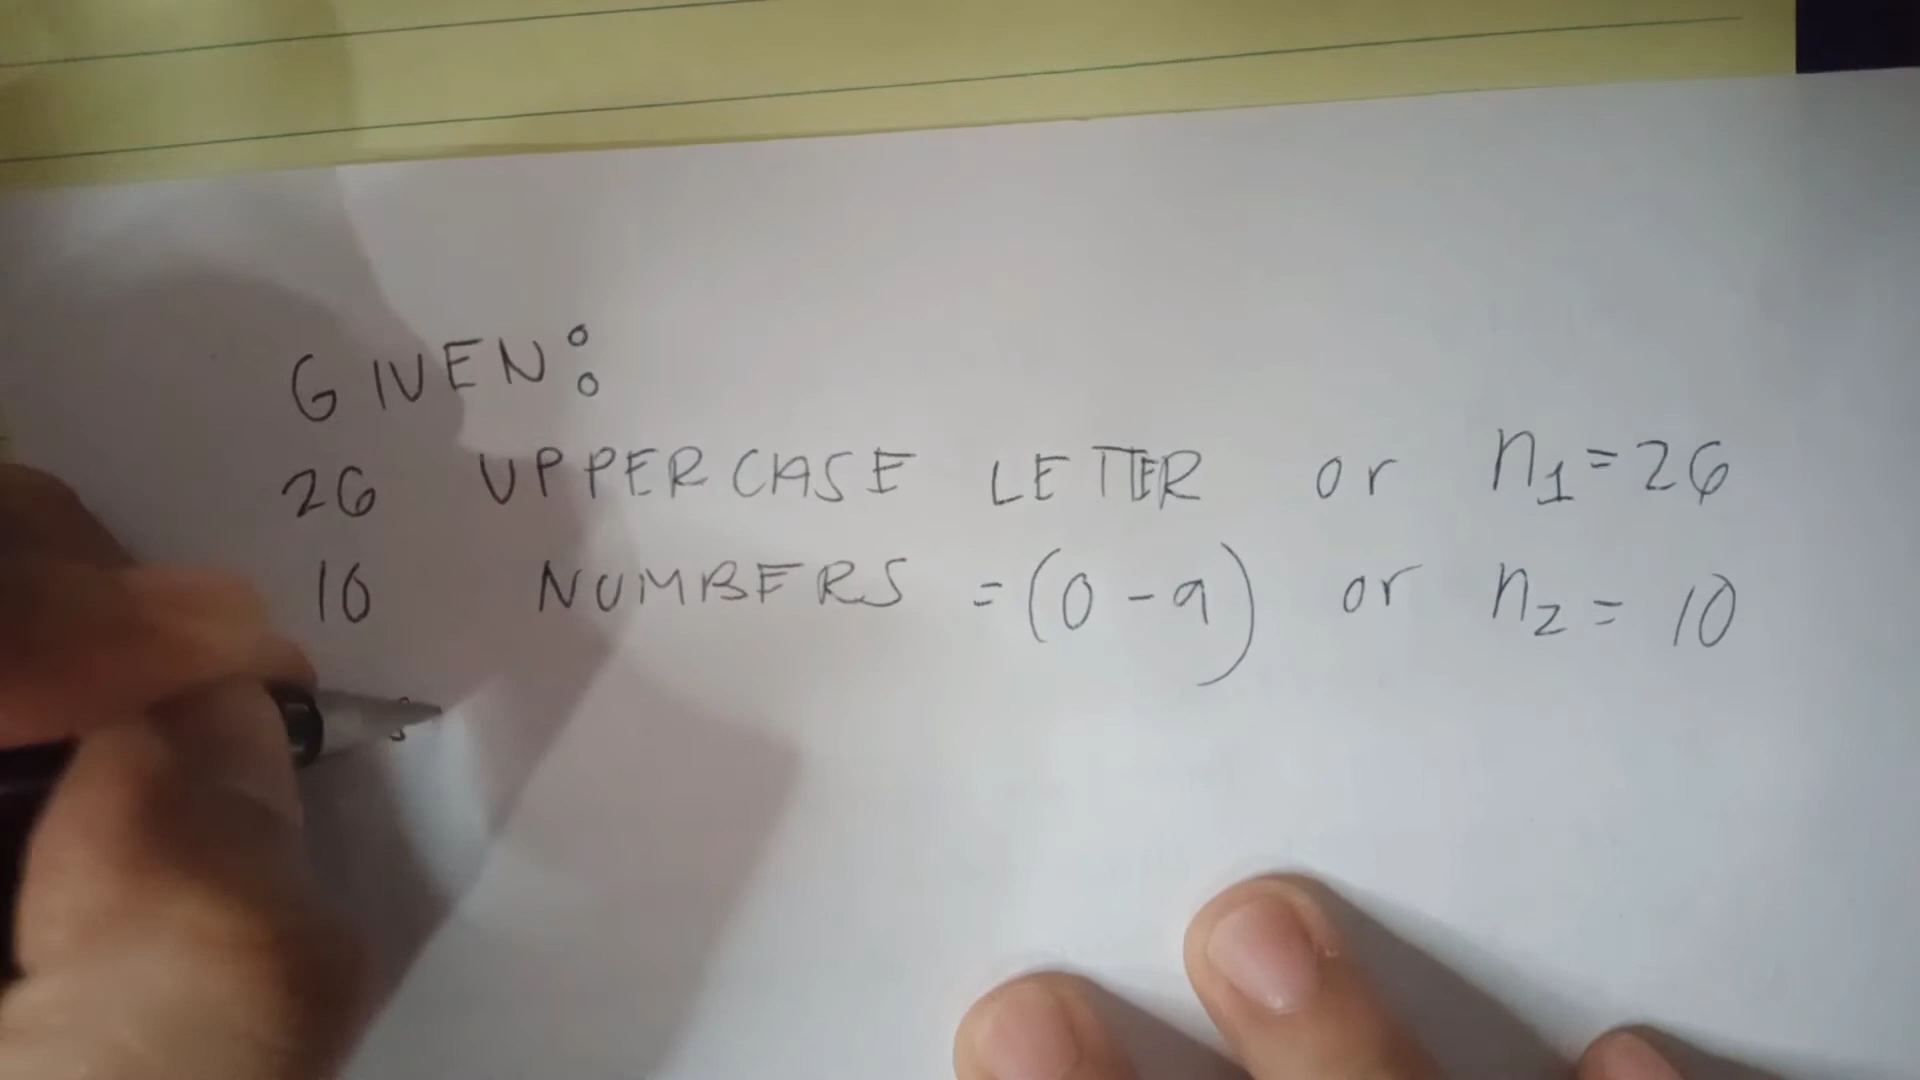 GIVEN:
26 UPPERCASE LETTER or n₁ = 26
10 NUMBERS = (0 - 9) or n₂ = 10